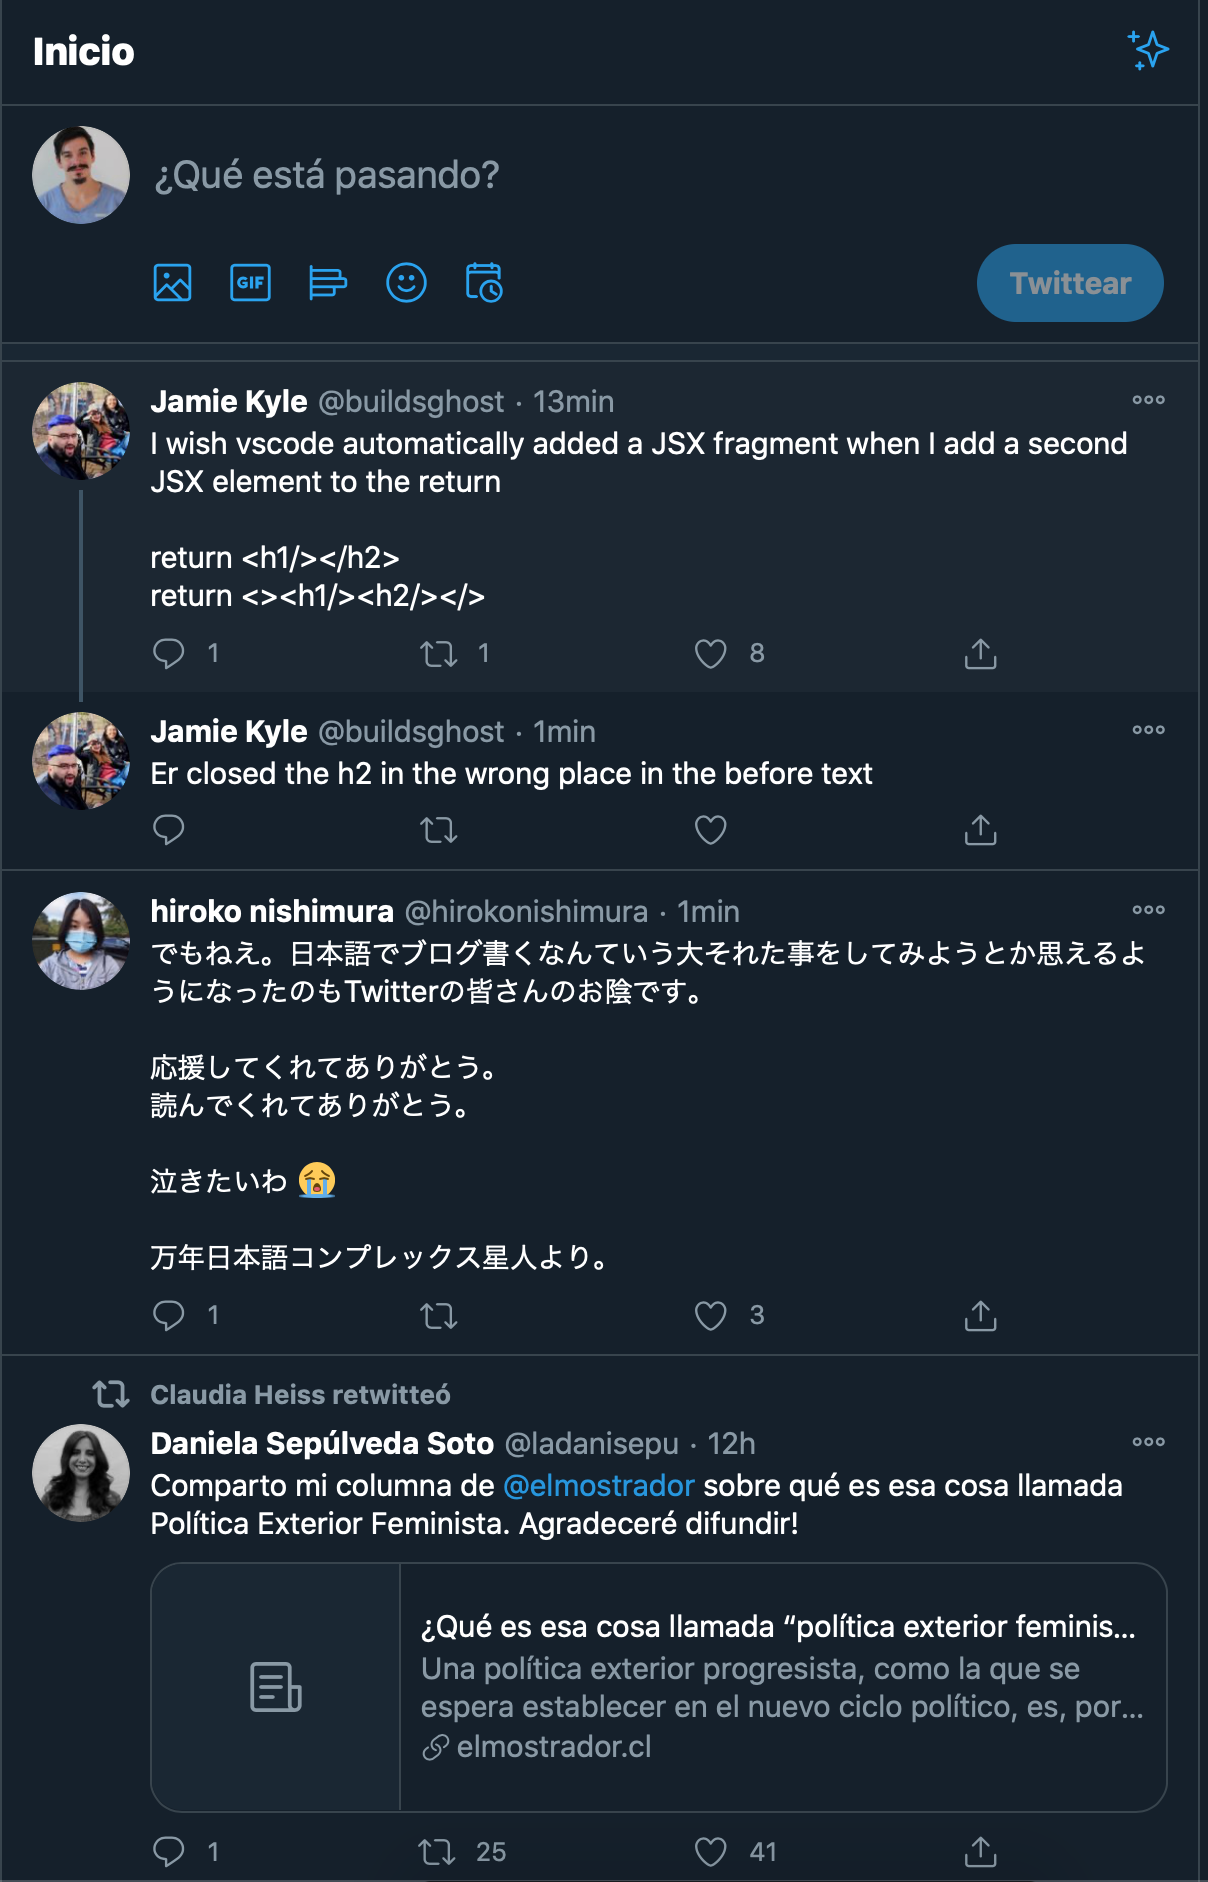 Inicio
¿Qué está pasando?
GIF
Twittear
Jamie Kyle @buildsghost · 13min
I wish vscode automatically added a JSX fragment when I add a second
JSX element to the return
return <h1/></h2>
return <><h1/><h2/></>
1 1 8
Jamie Kyle @buildsghost · 1min
Er closed the h2 in the wrong place in the before text
hiroko nishimura @hirokonishimura · 1min
でもねえ。日本語でブログ書くなんていう大それた事をしてみようとか思えるよ
うになったのもTwitterの皆さんのお陰です。
応援してくれてありがとう。
読んでくれてありがとう。
泣きたいわ 😭
万年日本語コンプレックス星人より。
1 3
Claudia Heiss retwitteó
Daniela Sepúlveda Soto @ladanisepu · 12h
Comparto mi columna de @elmostrador sobre qué es esa cosa llamada
Política Exterior Feminista. Agradeceré difundir!
¿Qué es esa cosa llamada “política exterior feminis...
Una política exterior progresista, como la que se
espera establecer en el nuevo ciclo político, es, por...
elmostrador.cl
1 25 41